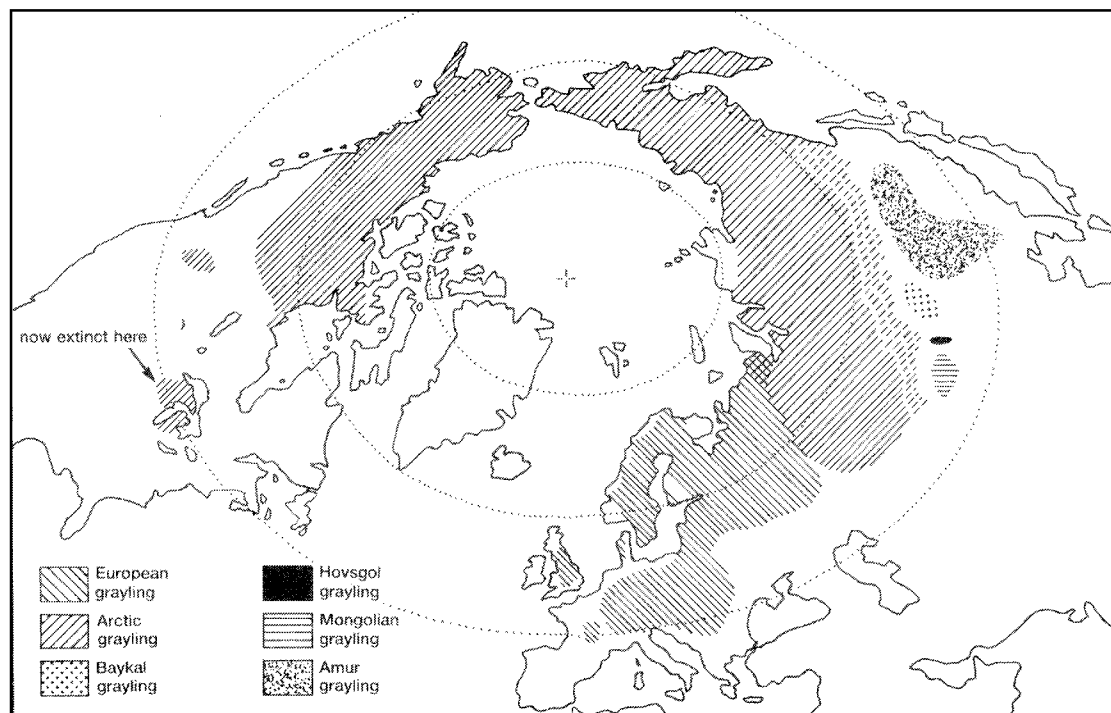 now extinct here
European
grayling
Arctic
grayling
Baykal
grayling
Hovsgol
grayling
Mongolian
grayling
Amur
grayling